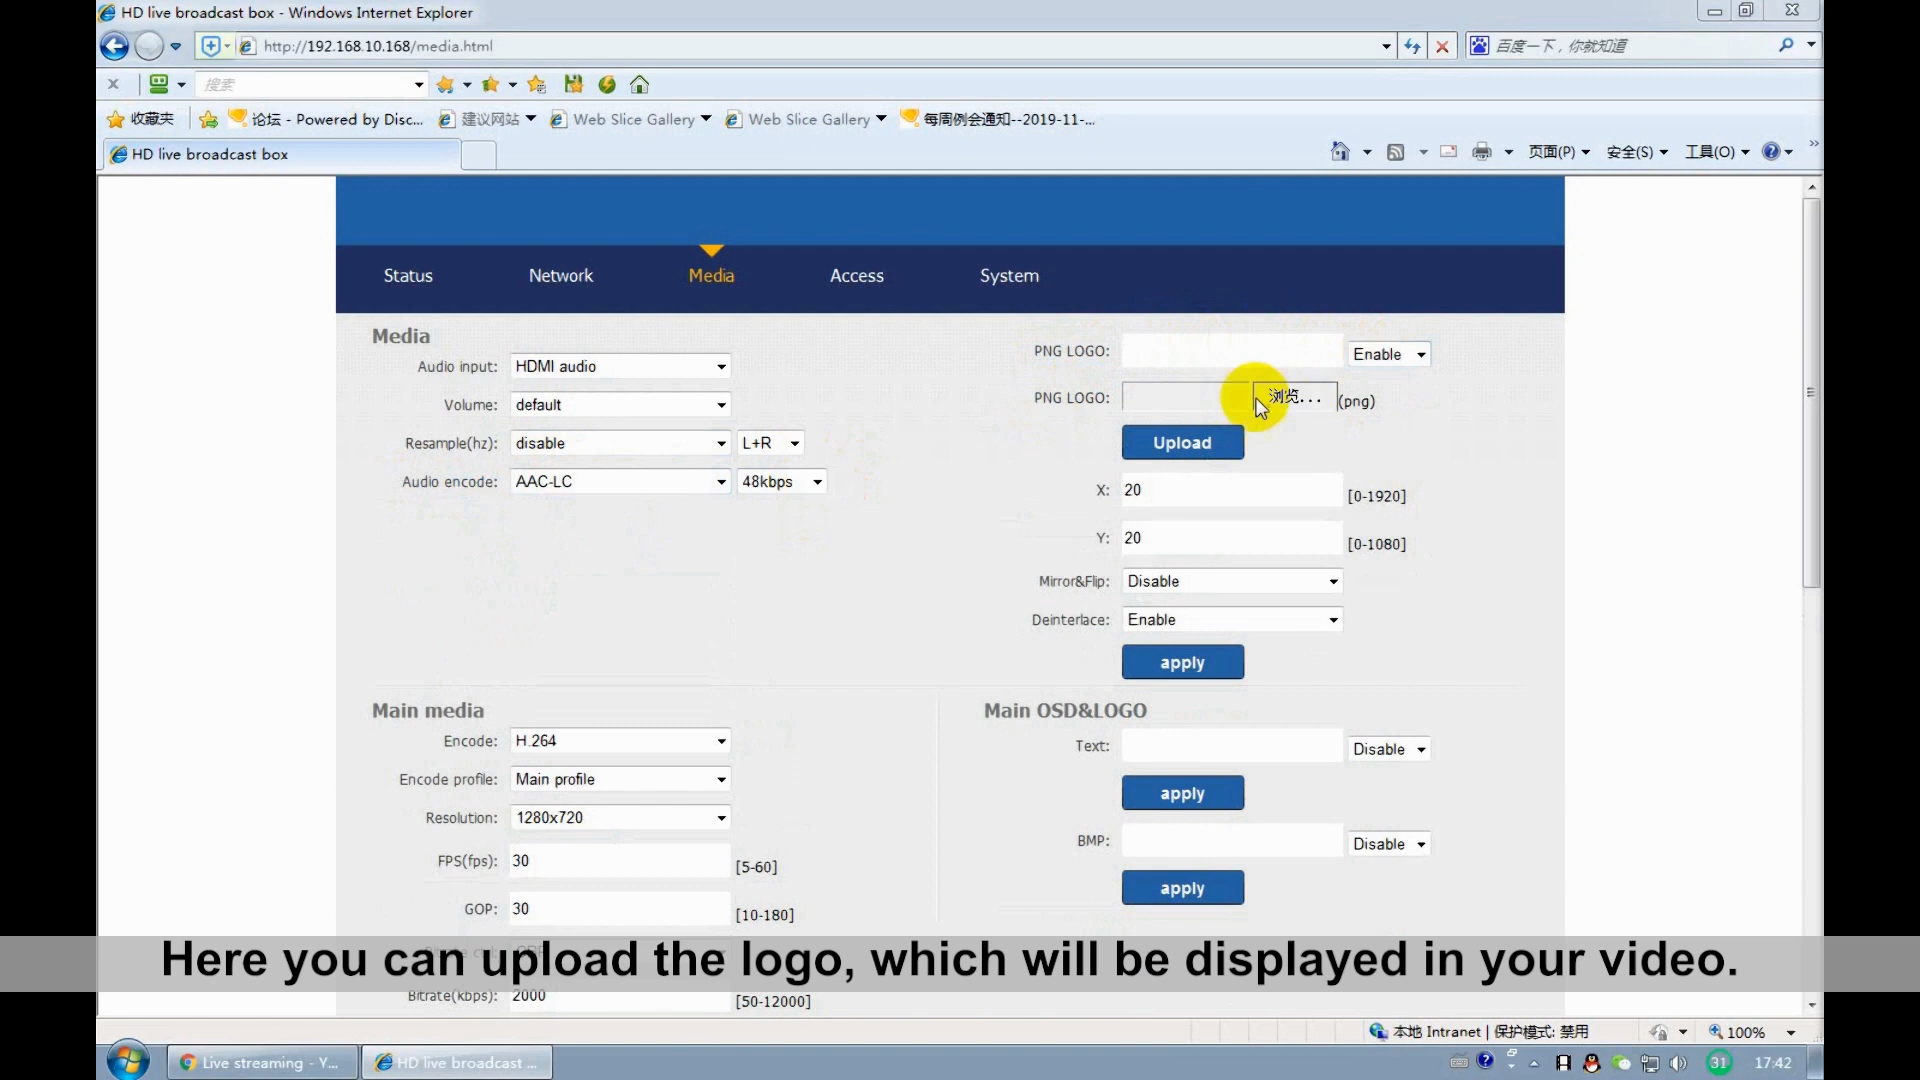 HD live broadcast box - Windows Internet Explorer
http://192.168.10.168/media.html
百度一下，你就知道
搜索
收藏夹
论坛 - Powered by Disc...
建议网站
Web Slice Gallery
Web Slice Gallery
每周例会通知--2019-11-...
HD live broadcast box
页面(P)
安全(S)
工具(O)
Status
Network
Media
Access
System
Media
Audio input: HDMI audio
Volume: default
Resample(hz): disable L+R
Audio encode: AAC-LC 48kbps
PNG LOGO: Enable
PNG LOGO: 浏览... (png)
Upload
X: 20 [0-1920]
Y: 20 [0-1080]
Mirror&Flip: Disable
Deinterlace: Enable
apply
Main media
Encode: H.264
Encode profile: Main profile
Resolution: 1280x720
FPS(fps): 30 [5-60]
GOP: 30 [10-180]
Bitrate(kbps): 2000 [50-12000]
Main OSD&LOGO
Text: Disable
apply
BMP: Disable
apply
Here you can upload the logo, which will be displayed in your video.
本地 Intranet | 保护模式: 禁用
100%
Live streaming - Y...
HD live broadcast ...
31
17:42